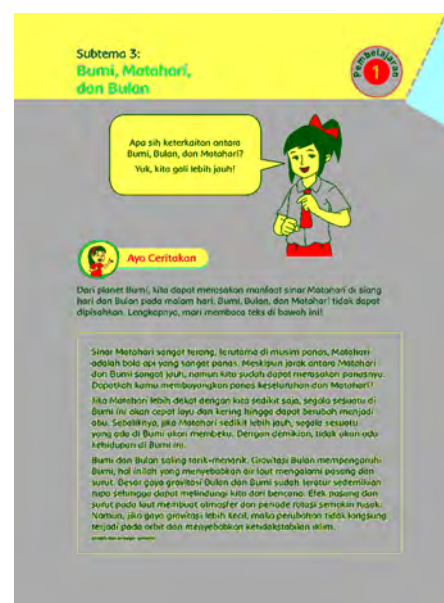 Subtema 3:
Bumi, Matahari,
dan Bulan
Pembelajaran
1
Apa sih keterkaitan antara
Bumi, Bulan, dan Matahari?
Yuk, kita gali lebih jauh!
Ayo Ceritakan
Dari planet Bumi, kita dapat merasakan manfaat sinar Matahari di siang
hari dan Bulan pada malam hari. Bumi, Bulan, dan Matahari tidak dapat
dipisahkan. Lengkapnya, mari membaca teks di bawah ini!
Sinar Matahari sangat terang, terutama di musim panas, Matahari
adalah bola api yang sangat panas. Meskipun jarak antara Matahari
dan Bumi sangat jauh, namun kita sudah dapat merasakan panasnya.
Dapatkah kamu membayangkan panas keseluruhan dari Matahari?
Jika Matahari lebih dekat dengan kita sedikit saja, segala sesuatu di
Bumi ini akan cepat layu dan kering hingga dapat berubah menjadi
abu. Sebaliknya, jika Matahari sedikit lebih jauh, segala sesuatu
yang ada di Bumi akan membeku. Dengan demikian, tidak akan ada
kehidupan di Bumi ini.
Bumi dan Bulan saling tarik-menarik. Gravitasi Bulan mempengaruhi
Bumi, hal inilah yang menyebabkan air laut mengalami pasang dan
surut. Besar gaya gravitasi Bulan dan Bumi sudah teratur sedemikian
rupa sehingga dapat melindungi kita dari bencana. Efek pasang dan
surut pada laut membuat atmosfer dan periode rotasi semakin rusak.
Namun, jika gaya gravitasi lebih kecil, maka perubahan tidak langsung
terjadi pada orbit dan menyebabkan ketidakstabilan iklim.